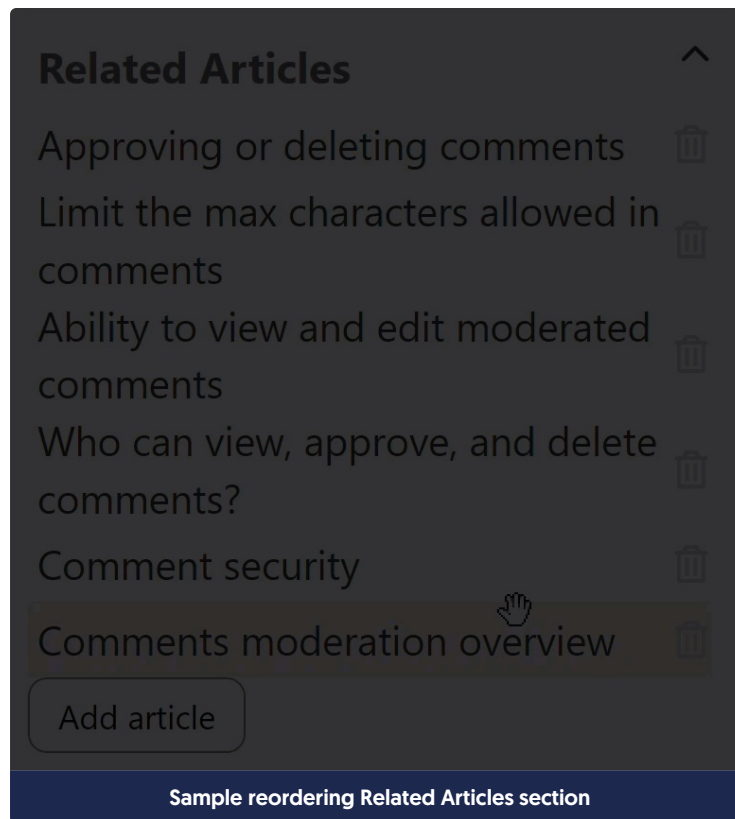 Related Articles
Approving or deleting comments
Limit the max characters allowed in
comments
Ability to view and edit moderated
comments
Who can view, approve, and delete
comments?
Comment security
Comments moderation overview
Add article
Sample reordering Related Articles section